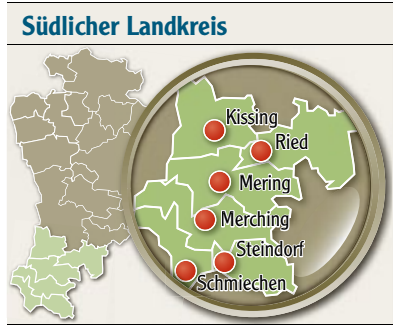 Südlicher Landkreis
Kissing
Ried
Mering
Merching
Steindorf
Schmiechen